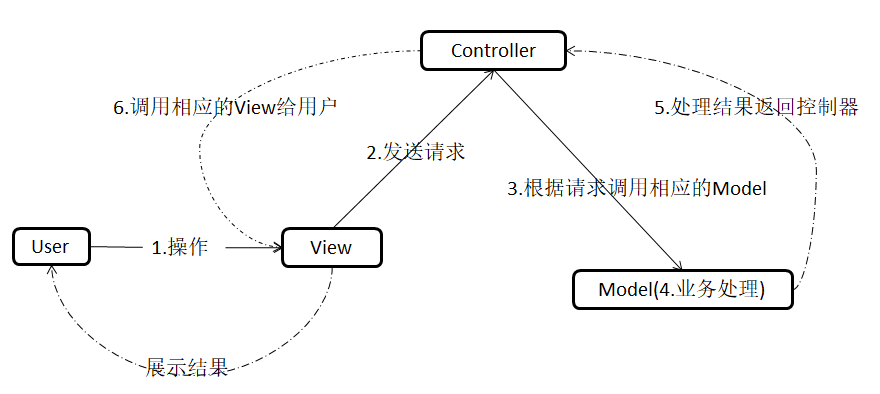 Controller
6.调用相应的View给用户
5.处理结果返回控制器
2.发送请求
3.根据请求调用相应的Model
User
1.操作
View
Model(4.业务处理)
展示结果